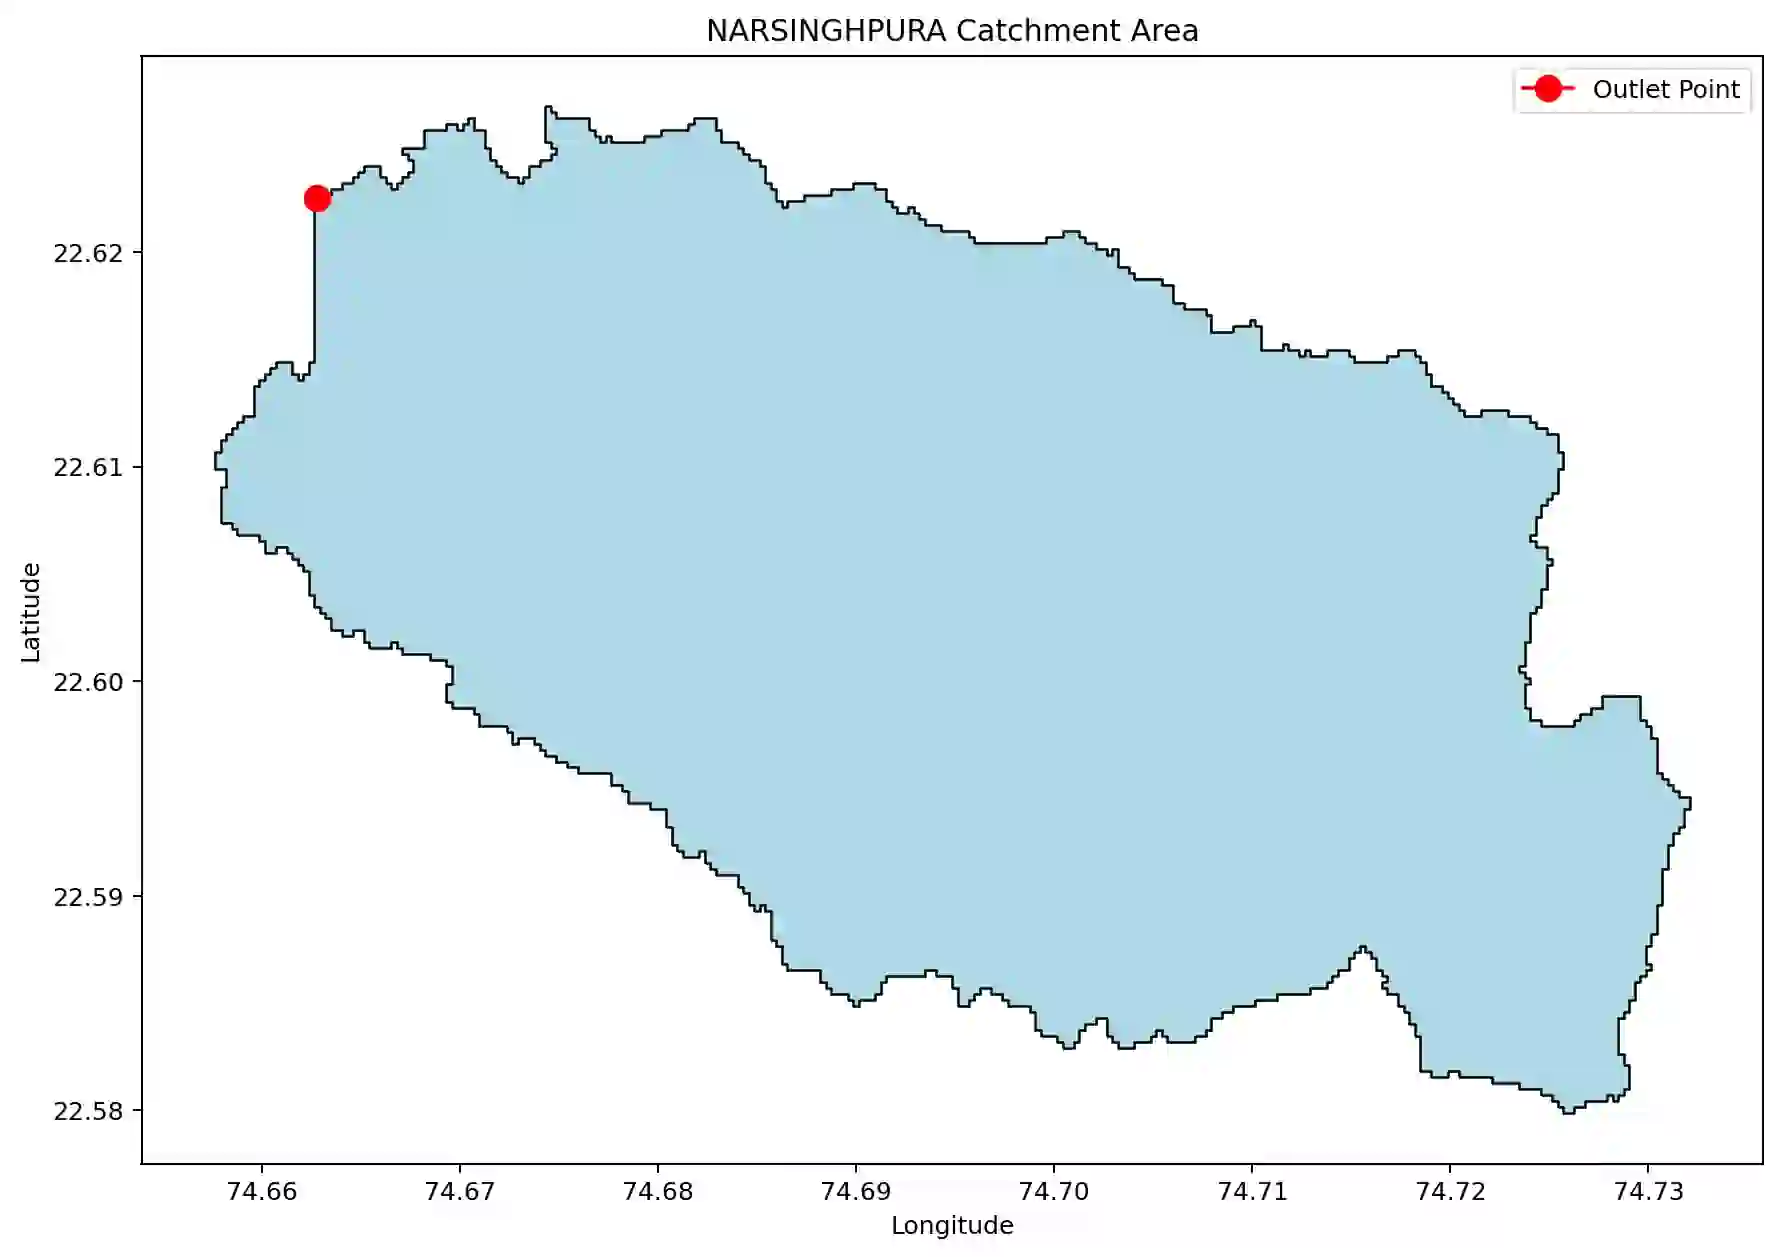 NARSINGHPURA Catchment Area
Outlet Point
22.62
22.61
22.60
22.59
22.58
Latitude
74.66 74.67 74.68 74.69 74.70 74.71 74.72 74.73
Longitude